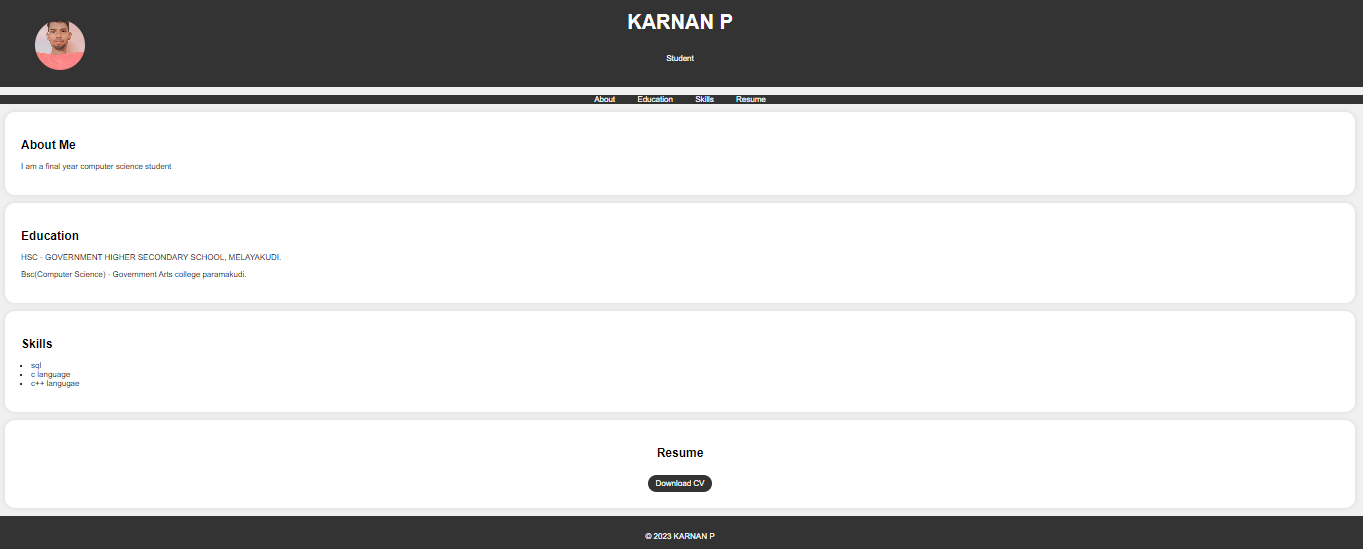 KARNAN P
Student
About Education Skills Resume
About Me
I am a final year computer science student
Education
HSC - GOVERNMENT HIGHER SECONDARY SCHOOL, MELAYAKUDI.
Bsc(Computer Science) - Government Arts college paramakudi.
Skills
• sql
• c language
• c++ langugae
Resume
Download CV
© 2023 KARNAN P